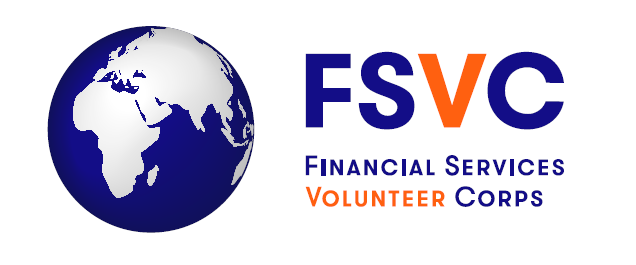 FSVC
FINANCIAL SERVICES
VOLUNTEER CORPS